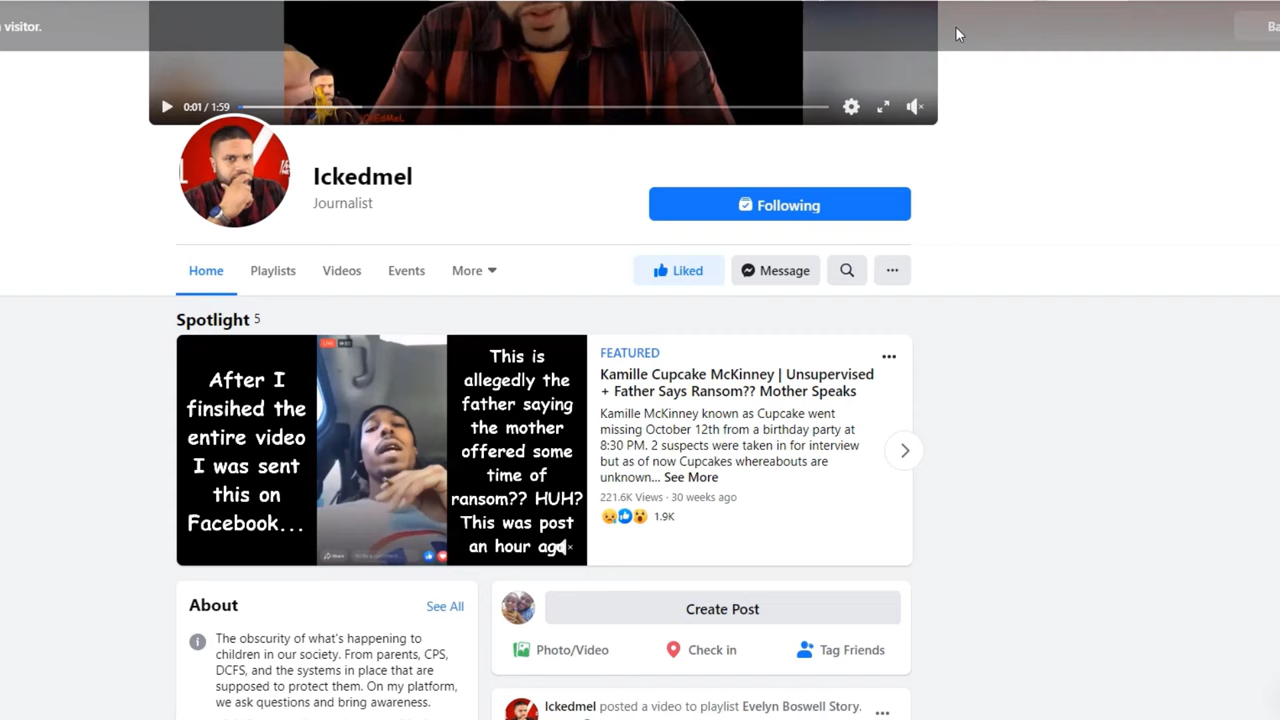 visitor.
Ba
0:01 / 1:59
Ickedmel
Journalist
Following
Home
Playlists
Videos
Events
More
Liked
Message
...
Spotlight 5
After I
finsihed the
entire video
I was sent
this on
Facebook...
LIVE
This is
allegedly the
father saying
the mother
offered some
time of
ransom?? HUH?
This was post
an hour ago
FEATURED
...
Kamille Cupcake McKinney | Unsupervised
+ Father Says Ransom?? Mother Speaks
Kamille McKinney known as Cupcake went
missing October 12th from a birthday party at
8:30 PM. 2 suspects were taken in for interview
but as of now Cupcakes whereabouts are
unknown... See More
221.6K Views · 30 weeks ago
1.9K
About
See All
The obscurity of what's happening to
children in our society. From parents, CPS,
DCFS, and the systems in place that are
supposed to protect them. On my platform,
we ask questions and bring awareness.
Create Post
Photo/Video
Check in
Tag Friends
Ickedmel posted a video to playlist Evelyn Boswell Story.
...